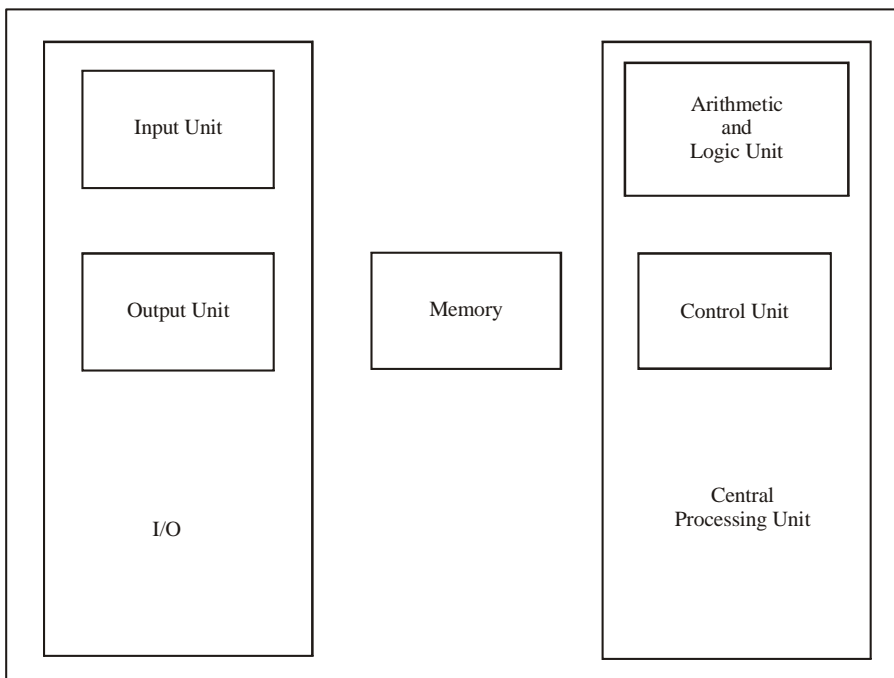 Input Unit
Output Unit
I/O
Memory
Arithmetic
and
Logic Unit
Control Unit
Central
Processing Unit